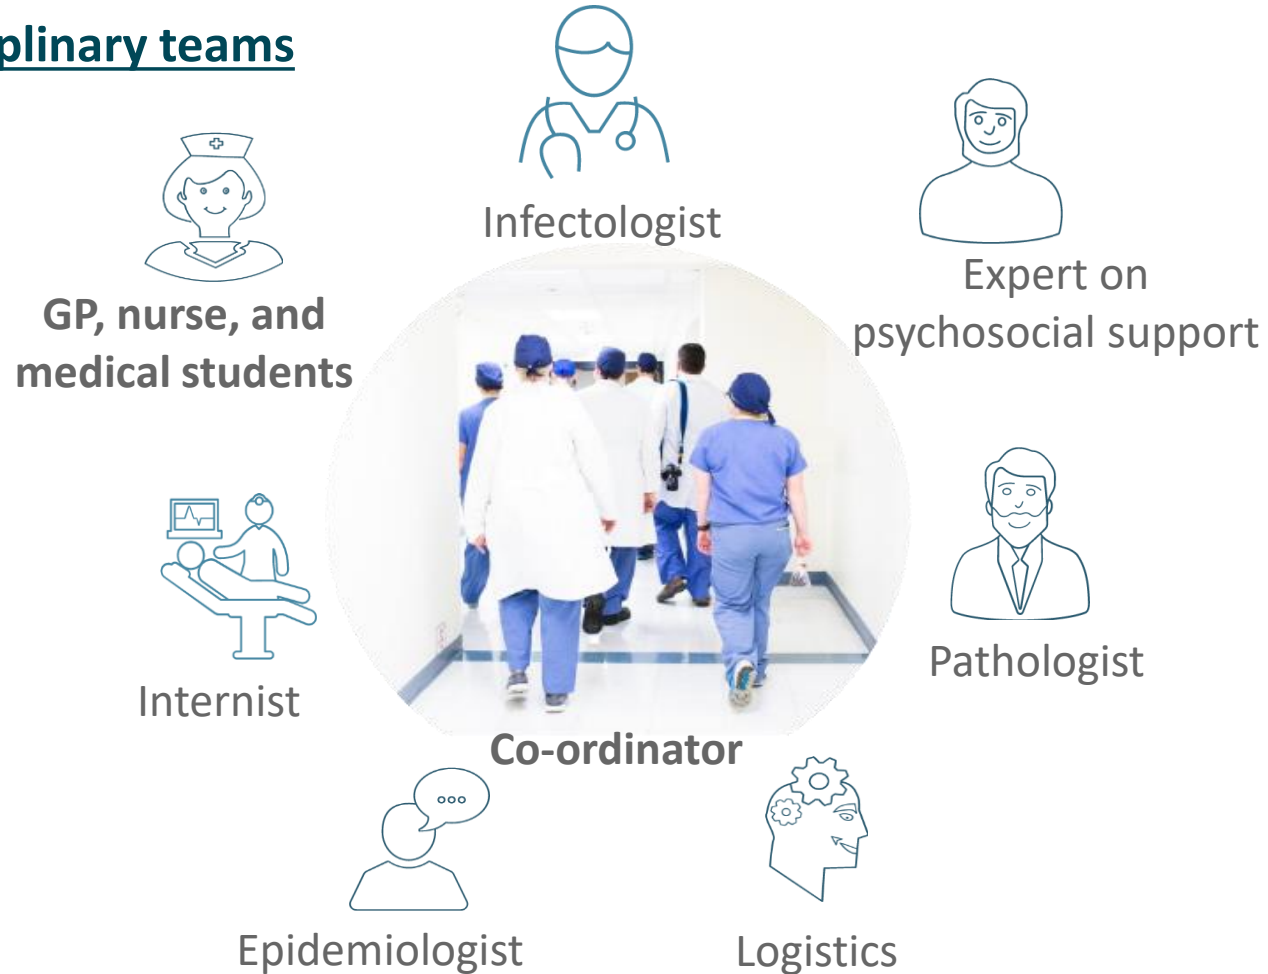 plinary teams
Infectologist
Expert on
psychosocial support
GP, nurse, and
medical students
Pathologist
Internist
Co-ordinator
Epidemiologist
Logistics